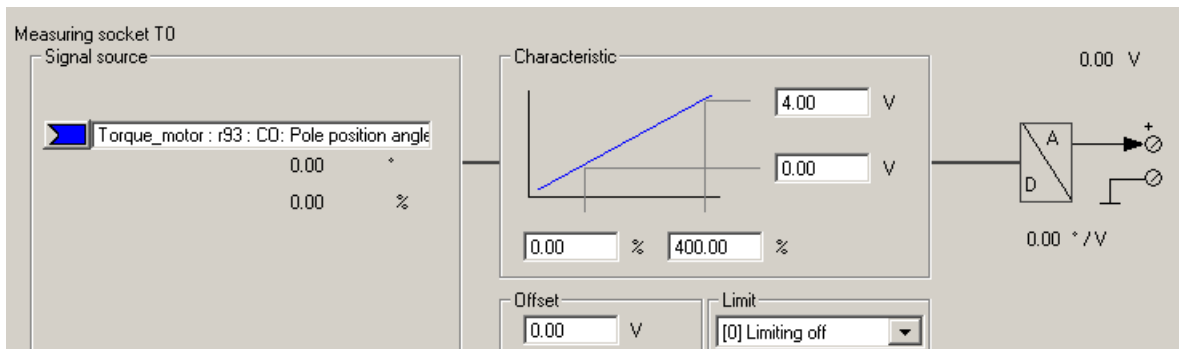 Measuring socket T0
Signal source
Torque_motor : r93 : CO: Pole position angle
0.00 °
0.00 %
Characteristic
4.00 V
0.00 V
0.00 % 400.00 %
Offset
0.00 V
Limit
[0] Limiting off
0.00 V
A
D
+
0.00 ° / V